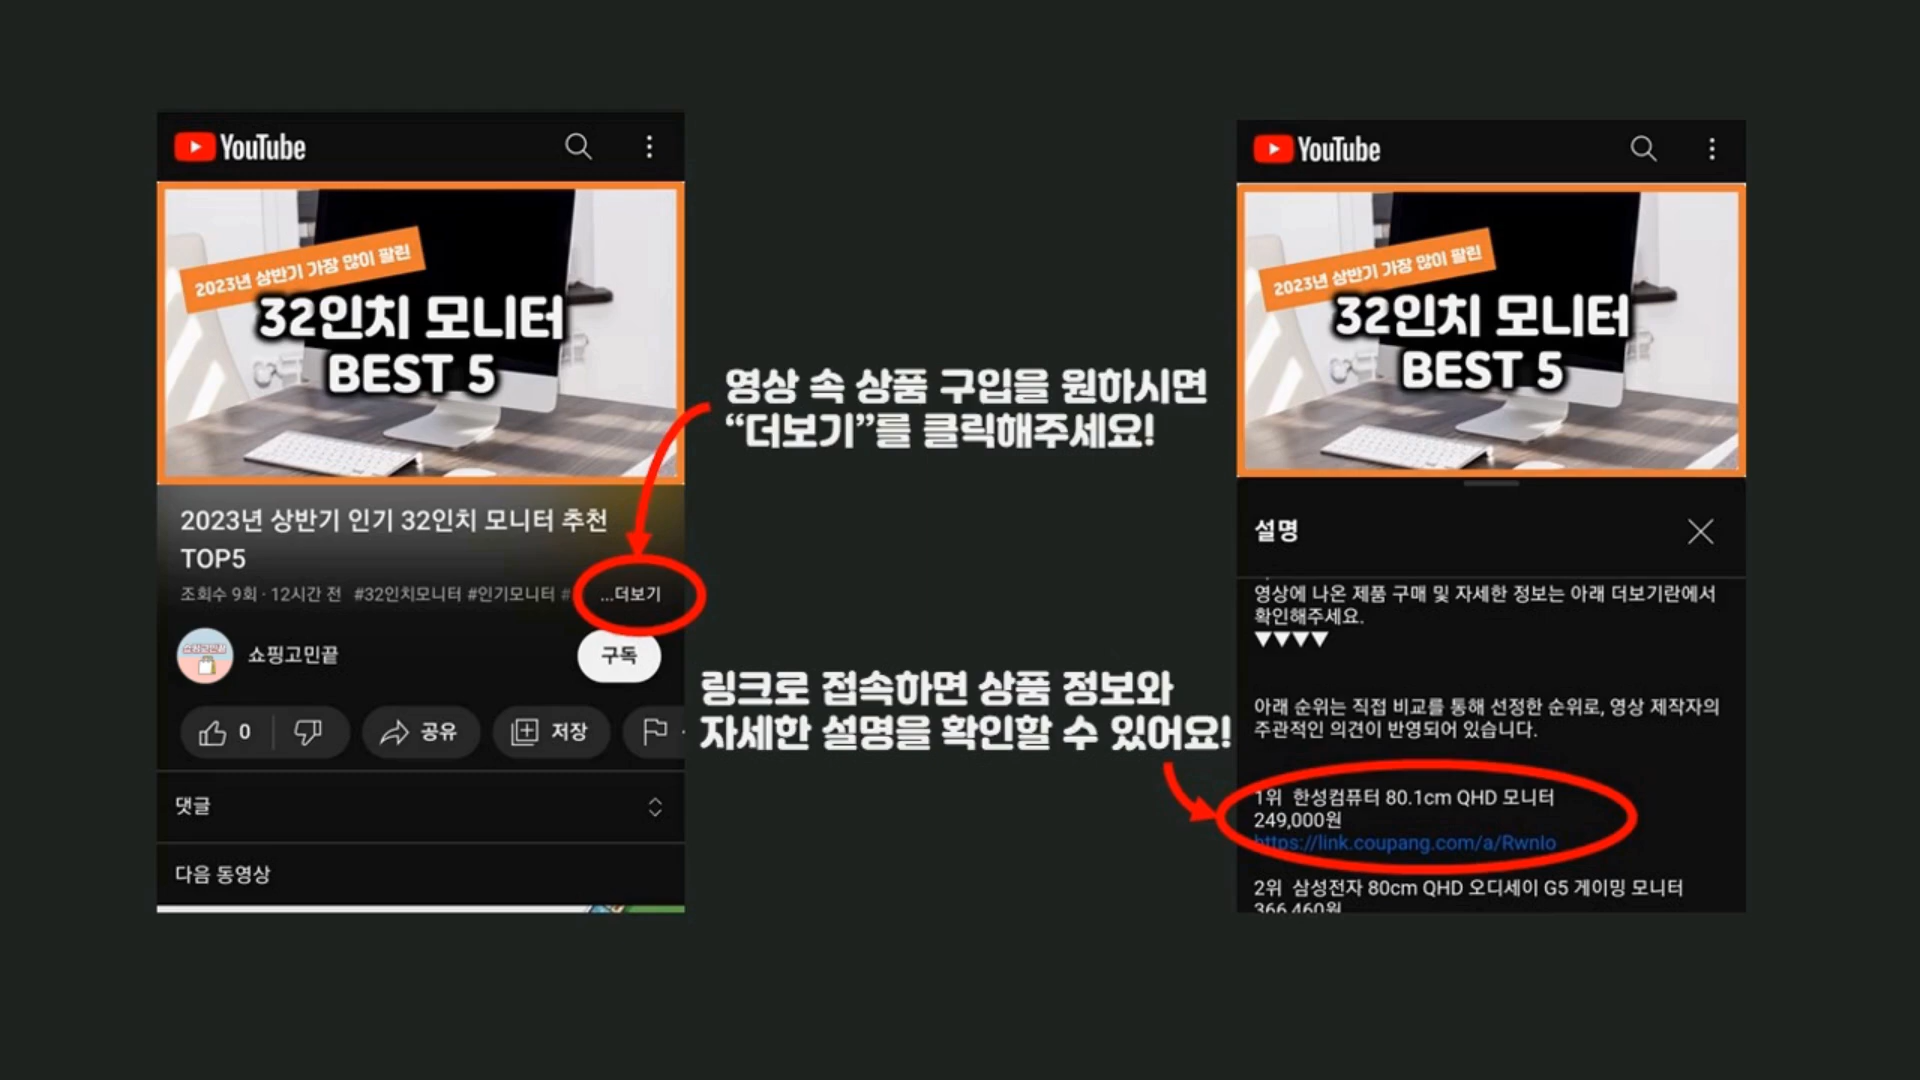 YouTube
2023년 상반기 가장 많이 팔린
32인치 모니터
BEST 5
2023년 상반기 인기 32인치 모니터 추천
TOP5
조회수 9회 · 12시간 전 #32인치모니터 #인기모니터 # ...더보기
쇼핑고민끝
쇼핑고민끝
구독
0
공유
저장
댓글
다음 동영상
영상 속 상품 구입을 원하시면
“더보기”를 클릭해주세요!
링크로 접속하면 상품 정보와
자세한 설명을 확인할 수 있어요!
YouTube
2023년 상반기 가장 많이 팔린
32인치 모니터
BEST 5
설명
영상에 나온 제품 구매 및 자세한 정보는 아래 더보기란에서
확인해주세요.
▼▼▼▼
아래 순위는 직접 비교를 통해 선정한 순위로, 영상 제작자의
주관적인 의견이 반영되어 있습니다.
1위 한성컴퓨터 80.1cm QHD 모니터
249,000원
https://link.coupang.com/a/Rwnlo
2위 삼성전자 80cm QHD 오디세이 G5 게이밍 모니터
366,460원